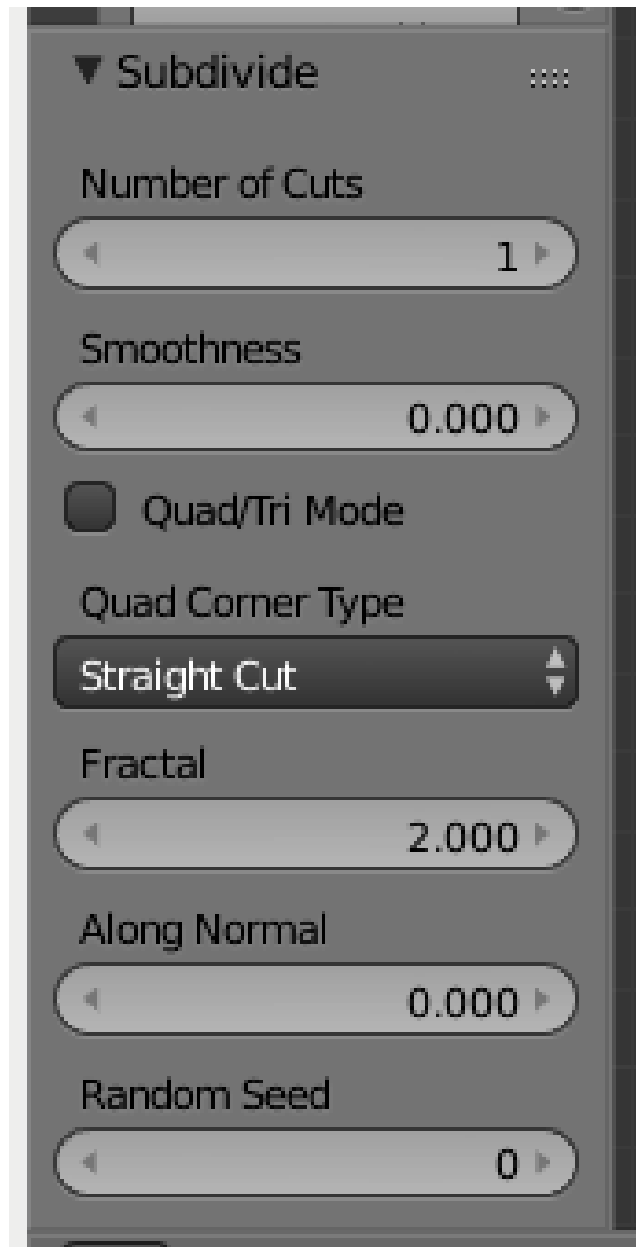 Subdivide
Number of Cuts
1
Smoothness
0.000
Quad/Tri Mode
Quad Corner Type
Straight Cut
Fractal
2.000
Along Normal
0.000
Random Seed
0